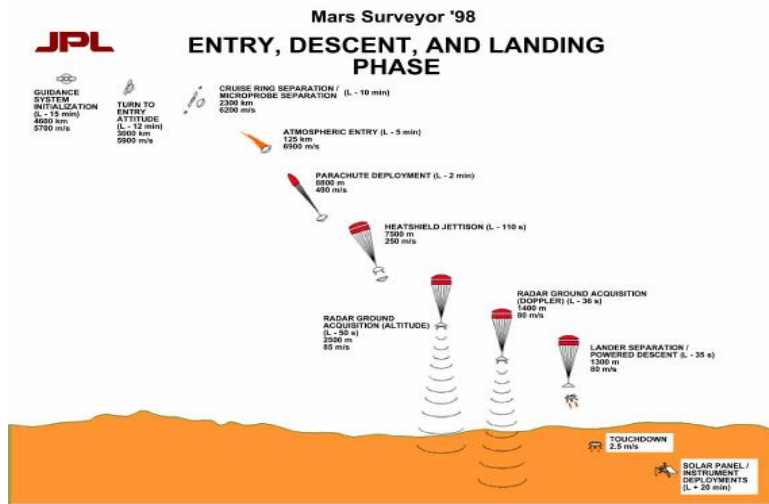 Mars Surveyor '98
JPL
ENTRY, DESCENT, AND LANDING
PHASE
GUIDANCE
SYSTEM
INITIALIZATION
(L - 15 min)
4600 km
5700 m/s
TURN TO
ENTRY
ATTITUDE
(L - 12 min)
3000 km
5900 m/s
CRUISE RING SEPARATION / (L - 10 min)
MICROPROBE SEPARATION
2300 km
6200 m/s
ATMOSPHERIC ENTRY (L - 5 min)
125 km
6900 m/s
PARACHUTE DEPLOYMENT (L - 2 min)
8800 m
490 m/s
HEATSHIELD JETTISON (L - 110 s)
7500 m
250 m/s
RADAR GROUND
ACQUISITION (ALTITUDE)
(L - 50 s)
2500 m
85 m/s
RADAR GROUND ACQUISITION
(DOPPLER) (L - 36 s)
1400 m
80 m/s
LANDER SEPARATION /
POWERED DESCENT (L - 35 s)
1300 m
80 m/s
TOUCHDOWN
2.5 m/s
SOLAR PANEL /
INSTRUMENT
DEPLOYMENTS
(L + 20 min)